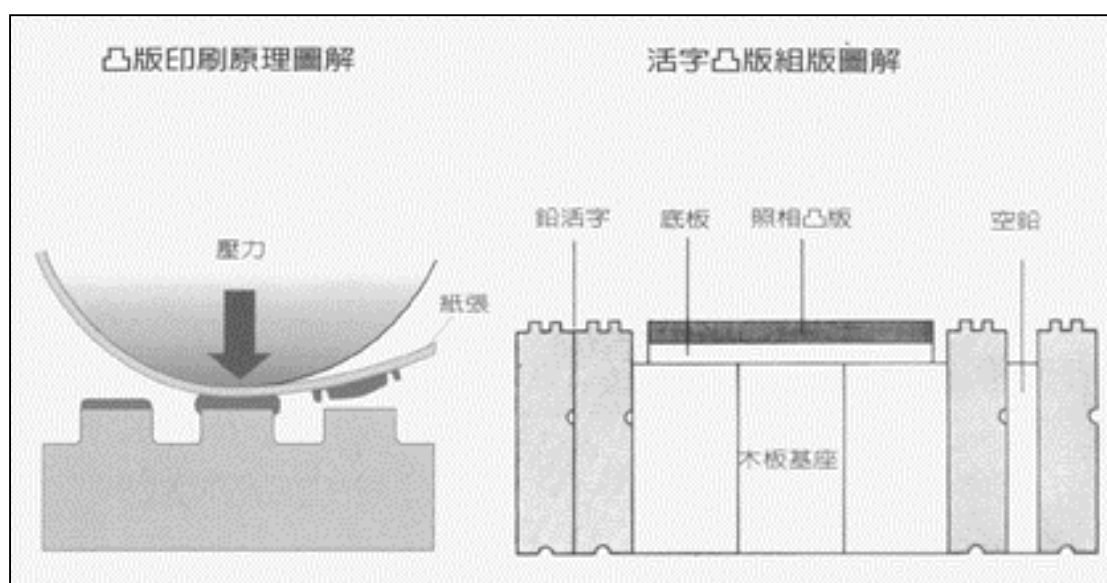 凸版印刷原理圖解
壓力
紙張
活字凸版組版圖解
鉛活字
底板
照相凸版
空鉛
木板基座